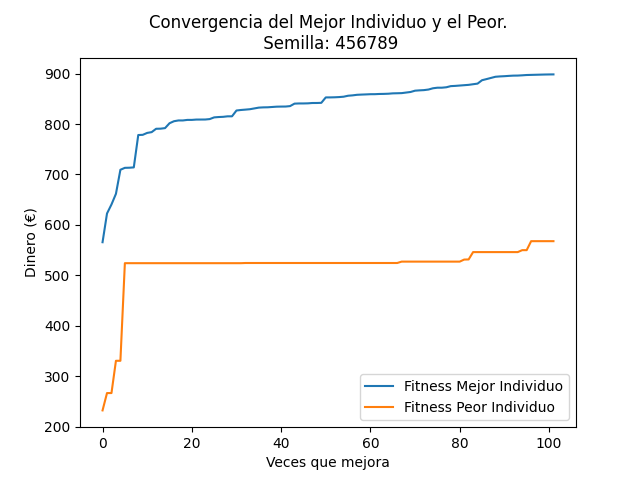 Convergencia del Mejor Individuo y el Peor.
Semilla: 456789
Dinero (€)
900
800
700
600
500
400
300
200
0
20
40
60
80
100
Veces que mejora
Fitness Mejor Individuo
Fitness Peor Individuo